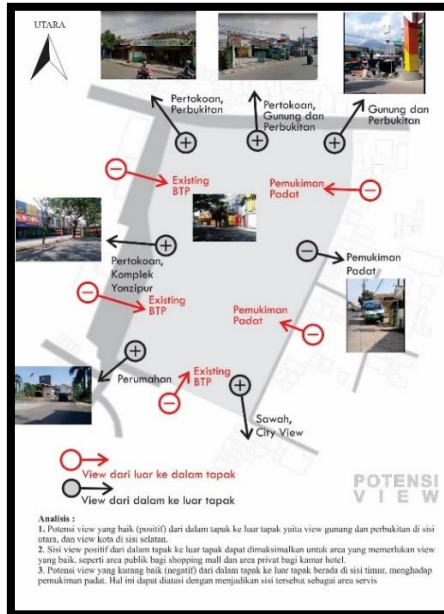 UTARA
Pertokoan,
Perbukitan
Pertokoan,
Gunung dan
Perbukitan
Gunung dan
Perbukitan
Existing
BTP
Pemukiman
Padat
Pertokoan,
Komplek
Yonzipur
Pemukiman
Padat
Existing
BTP
Pemukiman
Padat
Perumahan
Existing
BTP
Sawah,
City View
View dari luar ke dalam tapak
View dari dalam ke luar tapak
POTENSI
VIEW
Analisis :
1. Potensi view yang baik (positif) dari dalam tapak ke luar tapak yuita view gunung dan perbukitan di sisi
utara, dan view kota di sisi selatan.
2. Sisi view positif dari dalam tapak ke luar tapak dapat dimaksimalkan untuk area yang memerlukan view
yang baik, seperti area publik bagi shopping mall dan area privat bagi kamar hotel.
3. Potensi view yang kurang baik (negatif) dari dalam tapak ke luar tapak berada di sisi timur, menghadap
pemukiman padat. Hal ini dapat diatasi dengan menjadikan sisi tersebut sebagai area servis